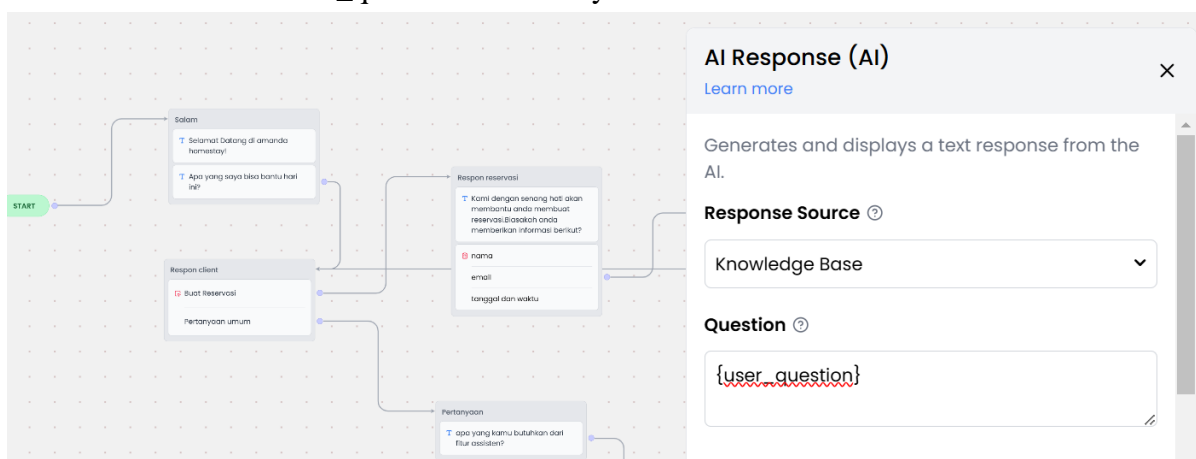 START
Salam
Selamat Datang di amanda
homestay!
Apa yang saya bisa bantu hari
ini?
Respon client
Buat Reservasi
Pertanyaan umum
Respon reservasi
Kami dengan senang hati akan
membantu anda membuat
reservasi.Biasakah anda
memberikan informasi berikut?
nama
email
tanggal dan waktu
Pertanyaan
apa yang kamu butuhkan dari
fitur assisten?
AI Response (AI)
Learn more
Generates and displays a text response from the
AI.
Response Source
Knowledge Base
Question
{user_question}